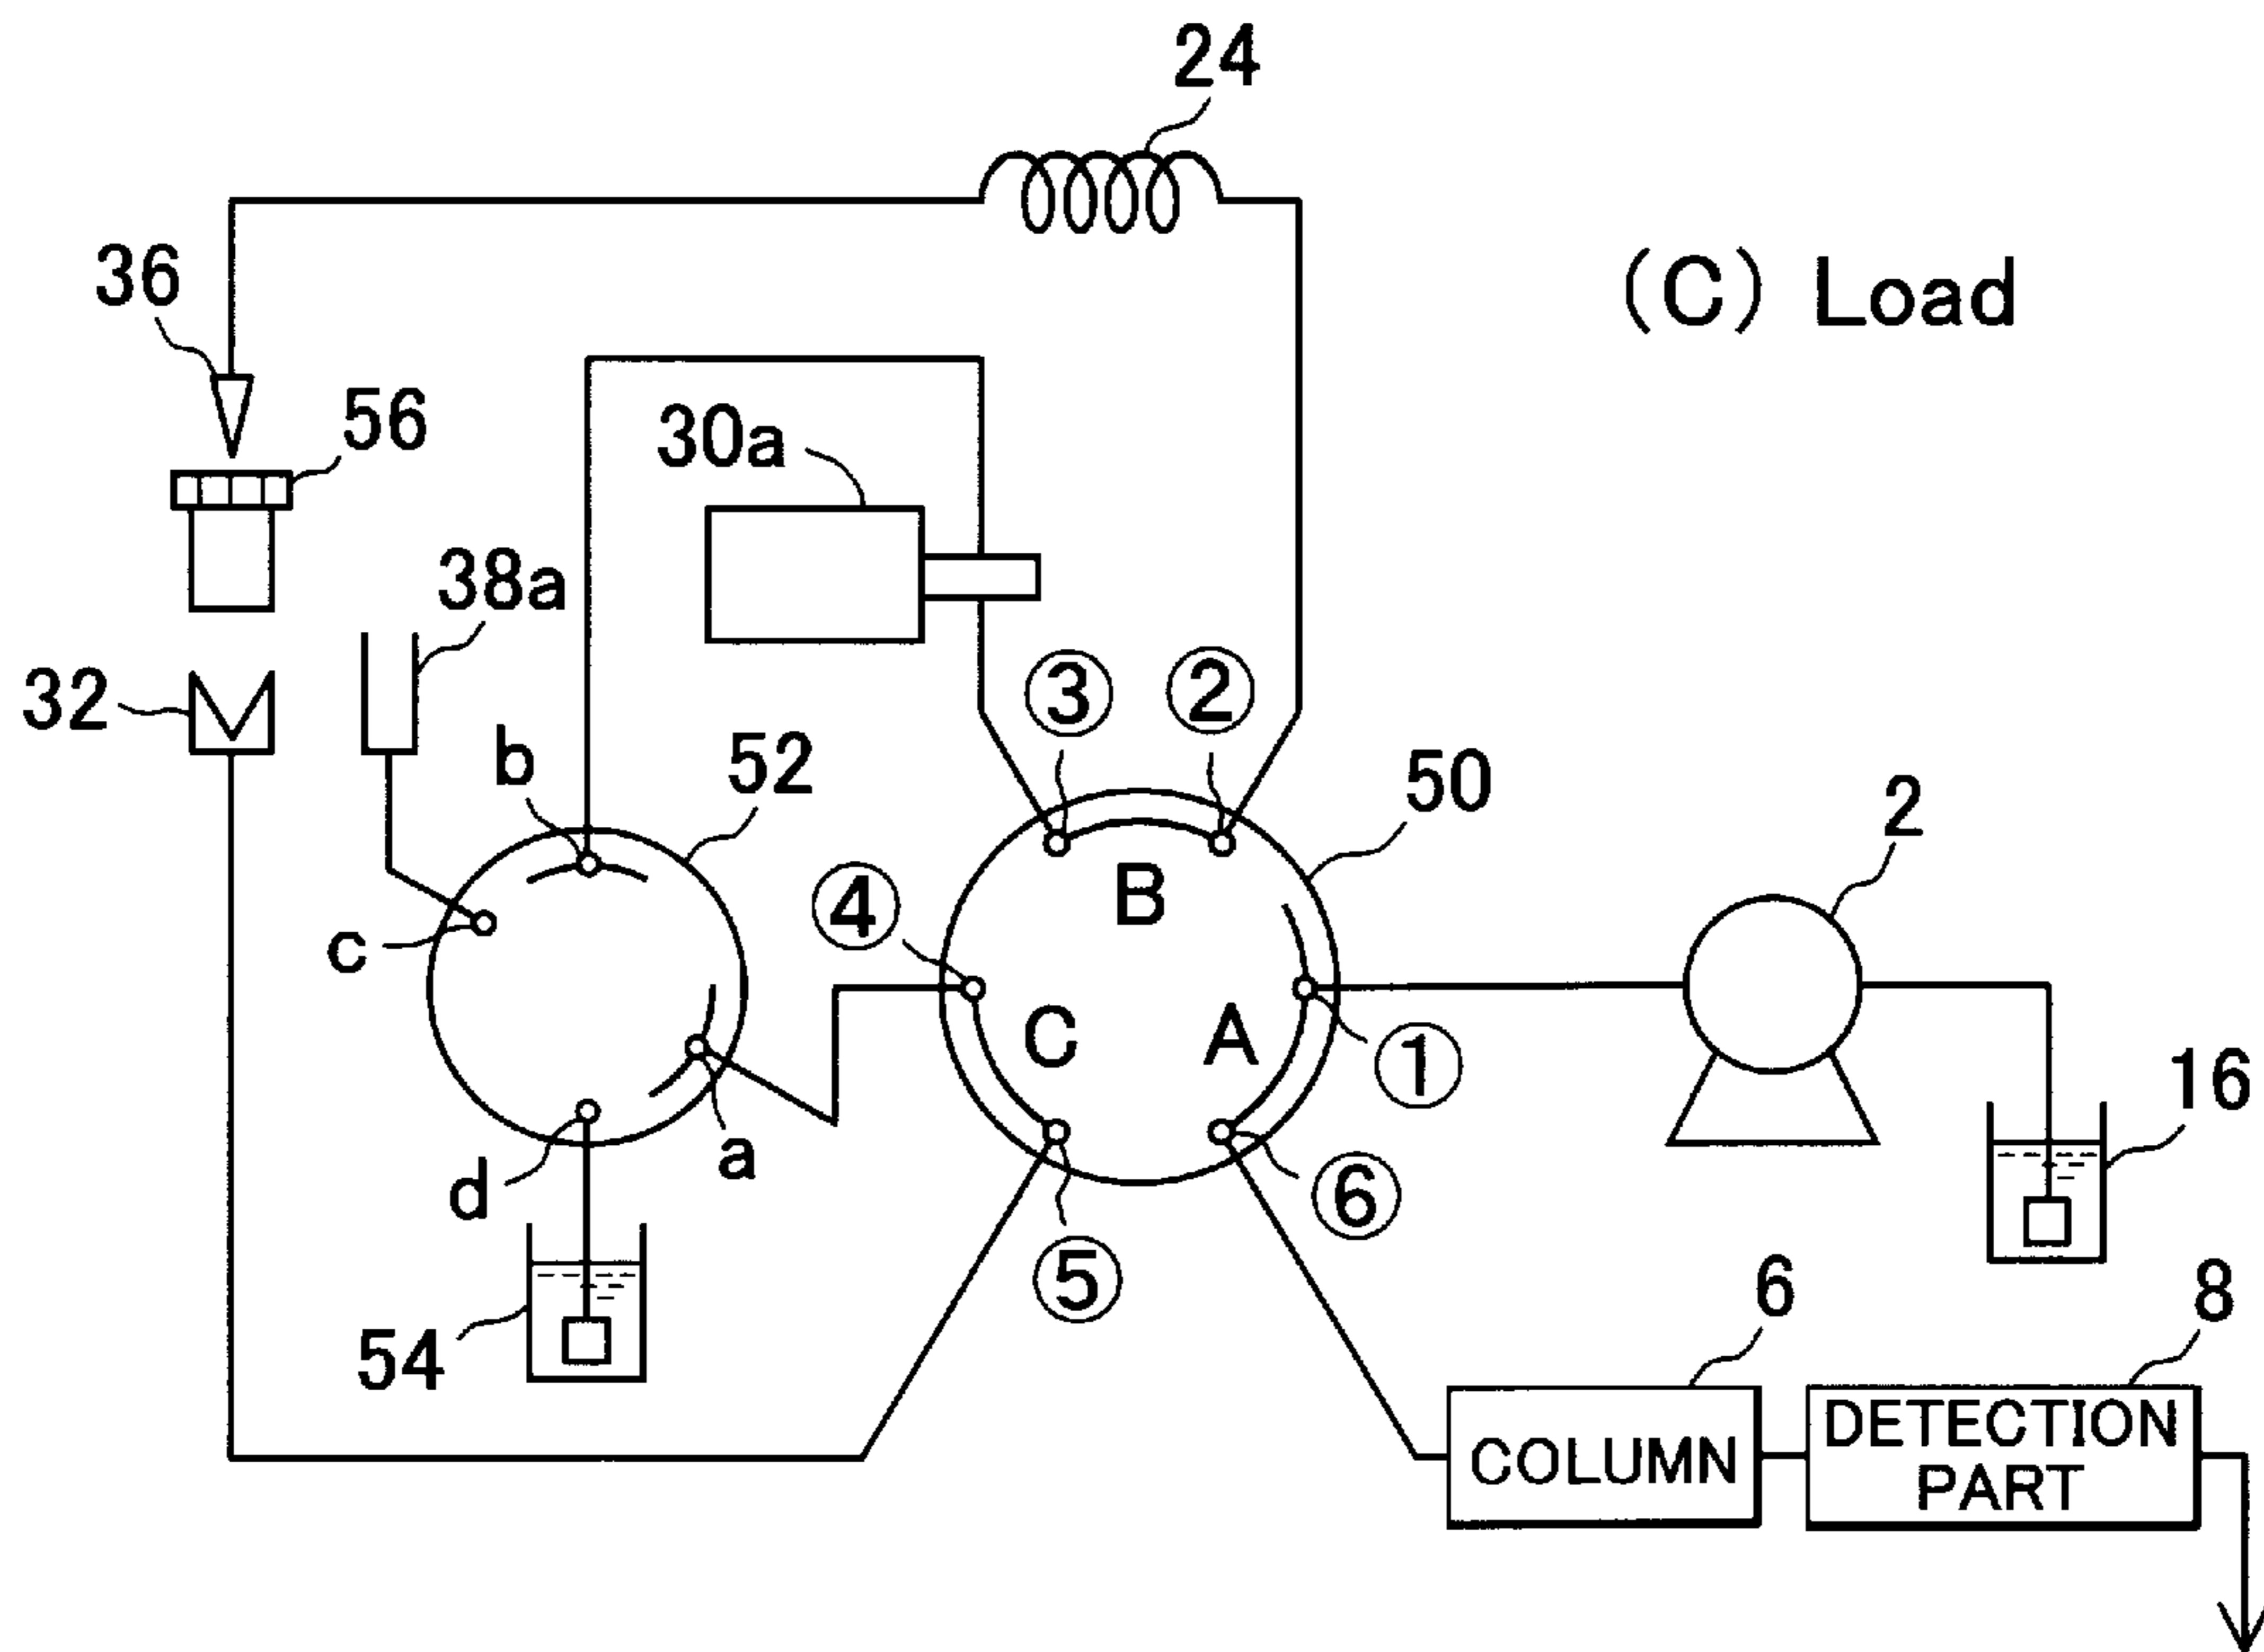 24
(C) Load
36
56
30a
38a
32
③
②
b
52
50
2
④
B
c
C
A
①
16
a
d
⑥
⑤
6
8
54
COLUMN
DETECTION
PART